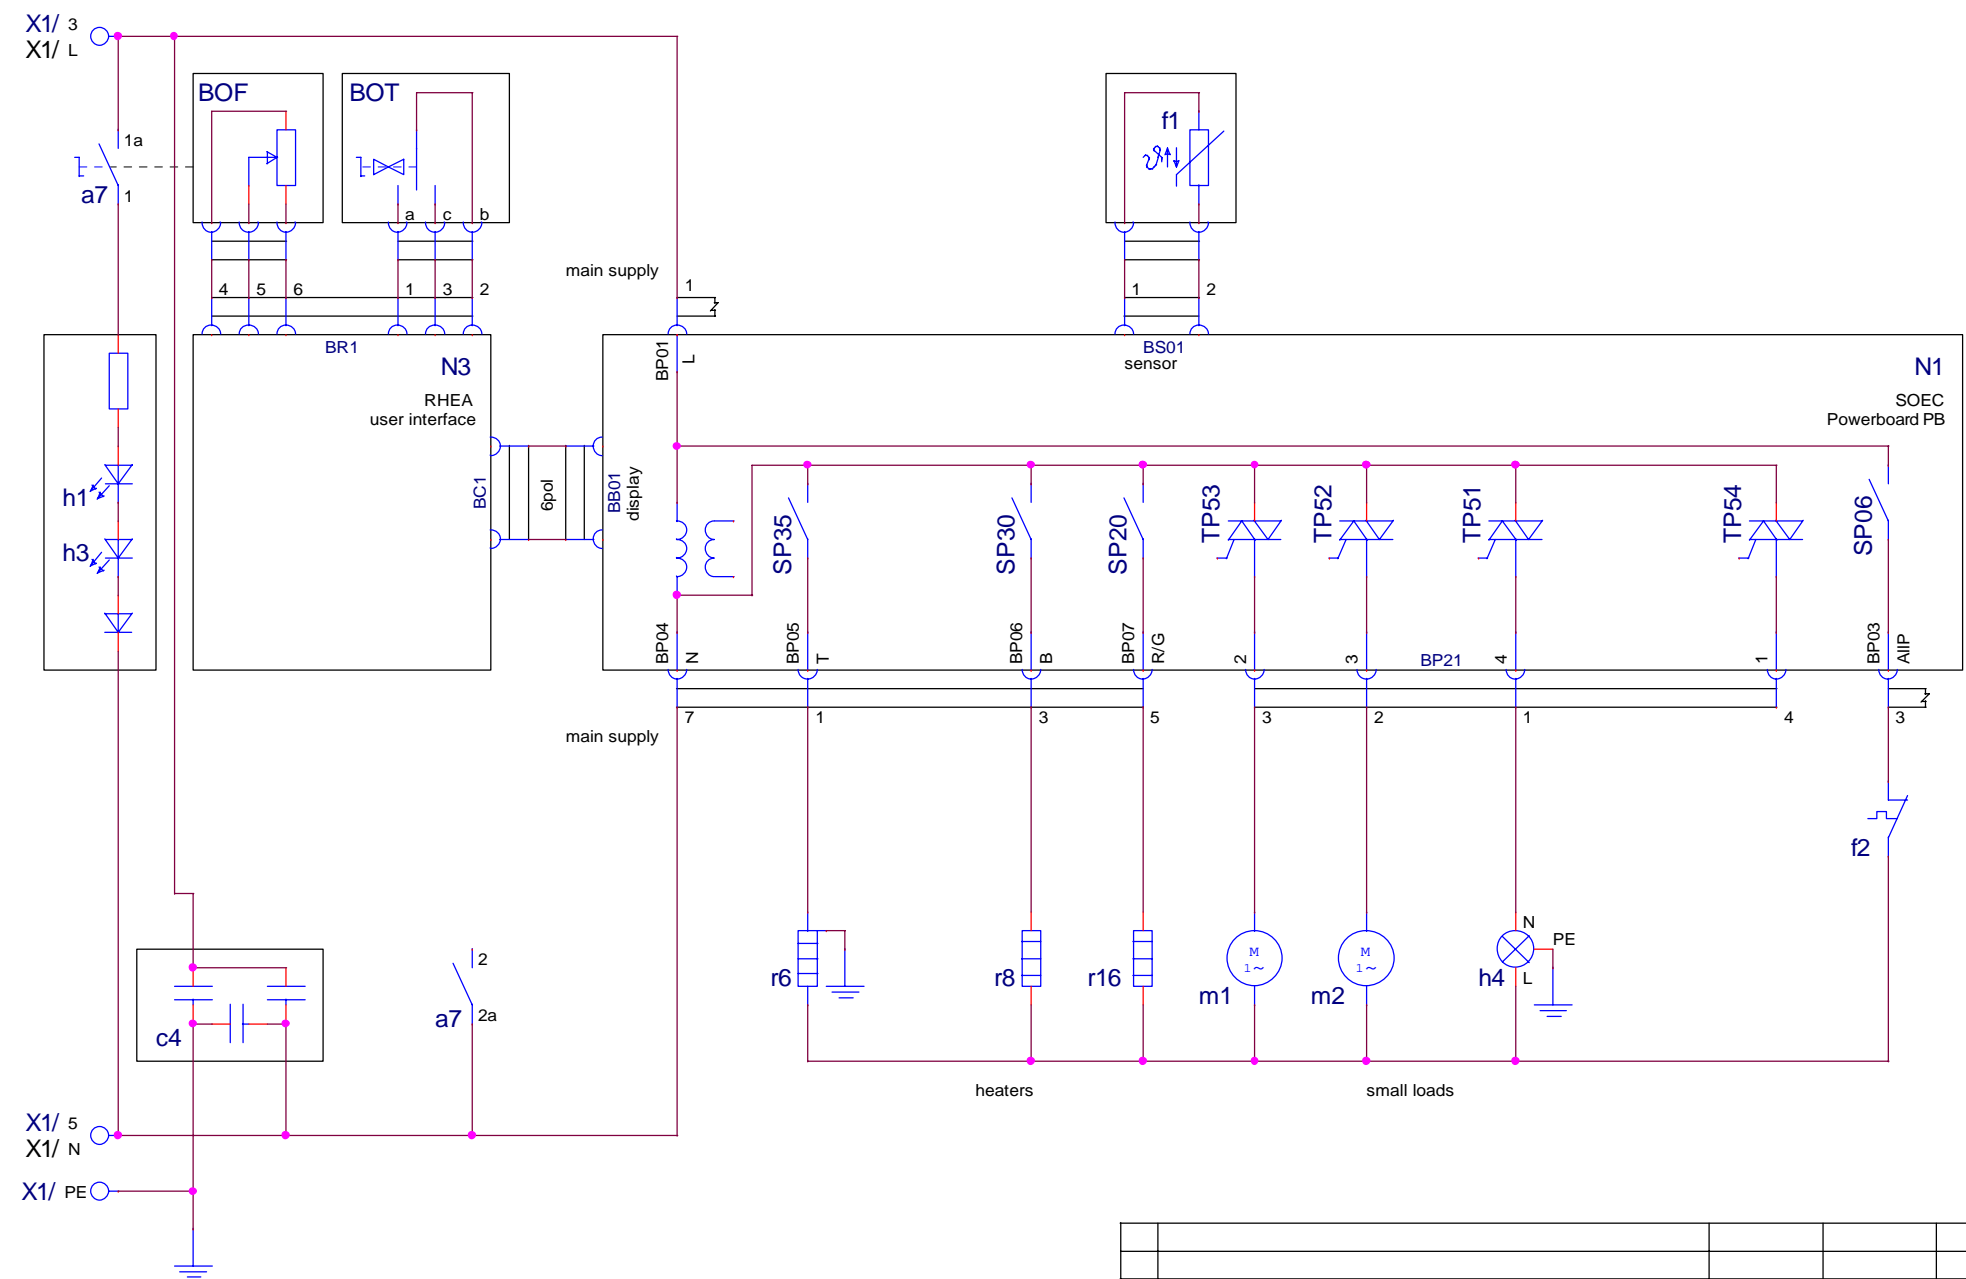 X1/ 3
X1/ L
BOF
BOT
f1
1a
a7
1
a
c
b
main supply
4
5
6
1
3
2
1
1
2
BR1
BP01
L
BS01
sensor
N3
RHEA
user interface
N1
SOEC
Powerboard PB
h1
h3
BC1
6pol
BB01
display
SP35
SP30
SP20
TP53
TP52
TP51
TP54
SP06
BP04
N
BP05
T
BP06
B
BP07
R/G
2
3
BP21
4
1
BP03
AIIP
7
1
3
5
3
2
1
4
3
main supply
f2
2
a7
2a
c4
r6
r8
r16
M
1~
m1
M
1~
m2
N
PE
h4
L
heaters
small loads
X1/ 5
X1/ N
X1/ PE